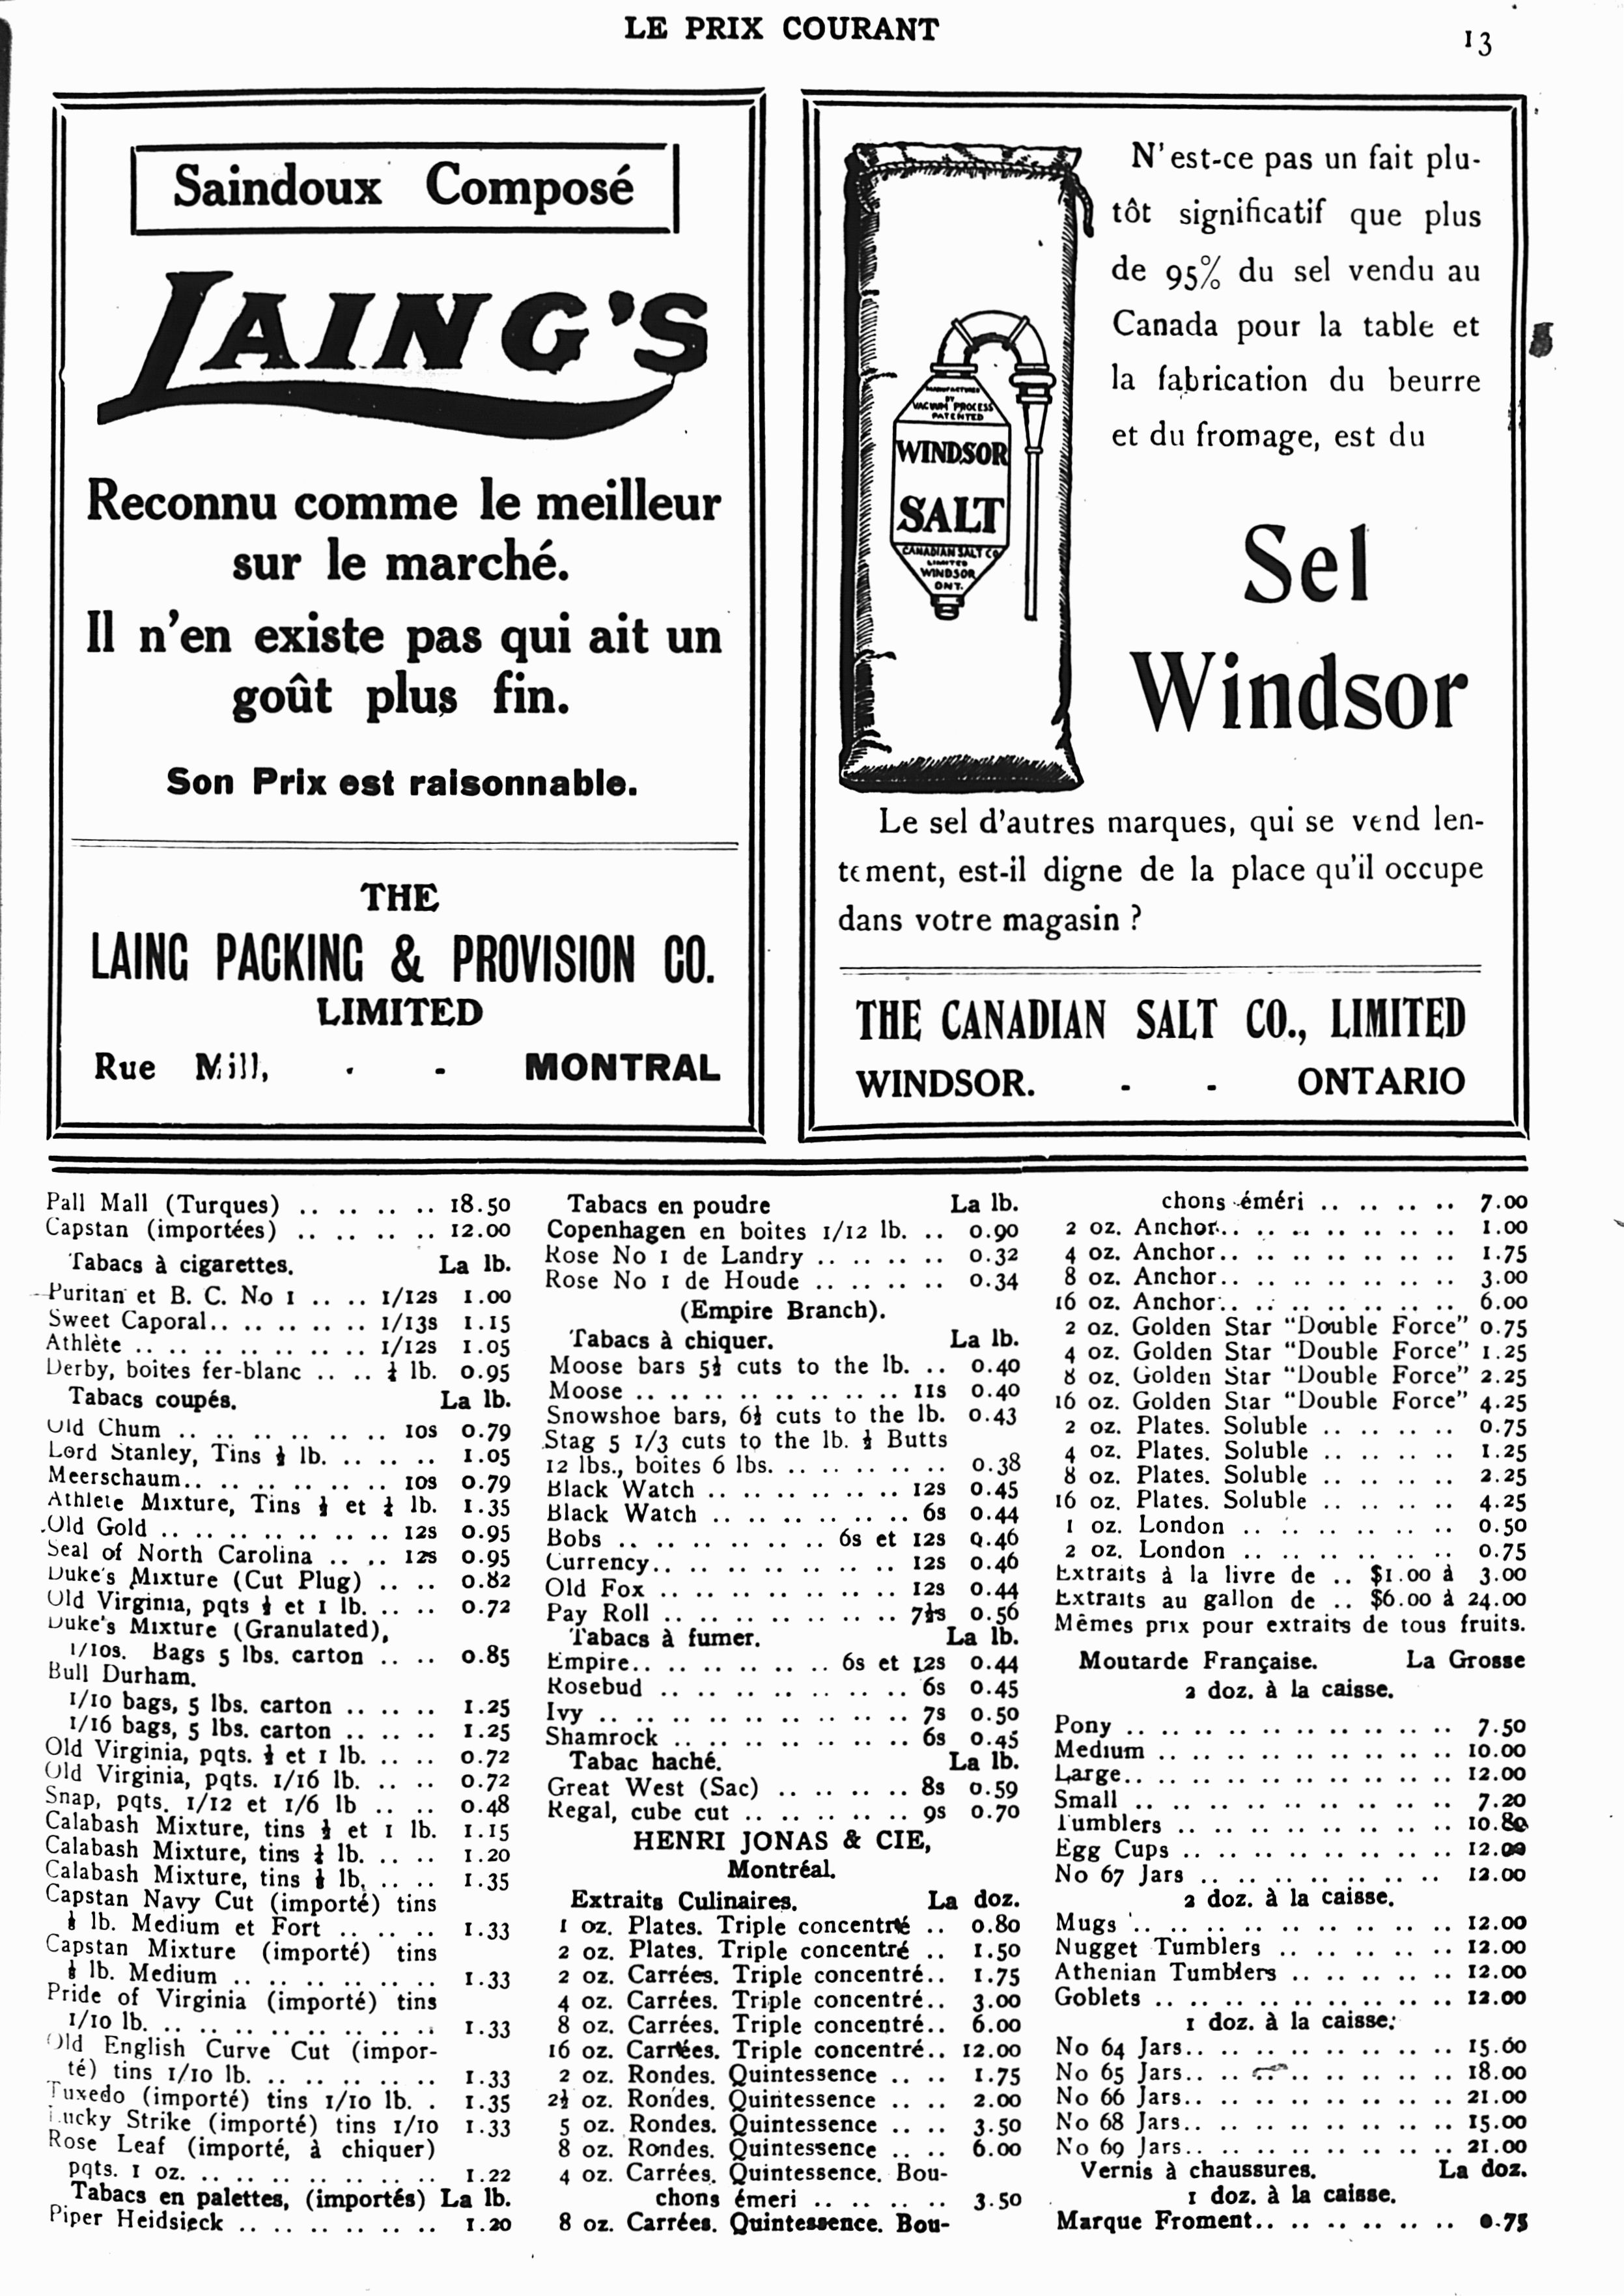 LE PRIX COURANT
13
Saindoux Composé
LAING'S
Reconnu comme le meilleur
sur le marché.
Il n'en existe pas qui ait un
goût plus fin.
Son Prix est raisonnable.
THE
LAING PACKING & PROVISION CO.
LIMITED
Rue Mill, - - MONTRAL
N'est-ce pas un fait plu-
tôt significatif que plus
de 95% du sel vendu au
Canada pour la table et
la fabrication du beurre
et du fromage, est du
MANUFACTURED
BY
VACUUM PROCESS
PATENTED
WINDSOR
SALT
CANADIAN SALT CO
LIMITED
WINDSOR
ONT.
Sel
Windsor
Le sel d'autres marques, qui se vend len-
tement, est-il digne de la place qu'il occupe
dans votre magasin ?
THE CANADIAN SALT CO., LIMITED
WINDSOR. - - ONTARIO
Pall Mall (Turques) .. .. .. .. 18.50
Capstan (importées) .. .. .. .. 12.00
Tabacs à cigarettes. La lb.
Puritan et B. C. No 1 .. .. 1/12s 1.00
Sweet Caporal.. .. .. .. .. 1/13s 1.15
Athlète .. .. .. .. .. .. .. 1/12s 1.05
Derby, boites fer-blanc .. .. ¼ lb. 0.95
Tabacs coupés. La lb.
Old Chum .. .. .. .. .. .. .. 10s 0.79
Lord Stanley, Tins lb. .. .. .. 1.05
Meerschaum.. .. .. .. .. .. .. 10s 0.79
Athlete Mixture, Tins et lb. 1.35
Old Gold .. .. .. .. .. .. .. .. 12s 0.95
Seal of North Carolina .. .. 12s 0.95
Duke's Mixture (Cut Plug) .. .. 0.82
Old Virginia, pqts et 1 lb. .. .. 0.72
Duke's Mixture (Granulated),
1/10s. Bags 5 lbs. carton .. .. 0.85
Bull Durham.
1/10 bags, 5 lbs. carton .. .. .. 1.25
1/16 bags, 5 lbs. carton .. .. .. 1.25
Old Virginia, pqts. et 1 lb. .. .. 0.72
Old Virginia, pqts. 1/16 lb. .. .. 0.72
Snap, pqts. 1/12 et 1/6 lb .. .. 0.48
Calabash Mixture, tins et 1 lb. 1.15
Calabash Mixture, tins lb. .. .. 1.20
Calabash Mixture, tins lb, .. .. 1.35
Capstan Navy Cut (importé) tins
lb. Medium et Fort .. .. .. 1.33
Capstan Mixture (importé) tins
lb. Medium .. .. .. .. .. .. 1.33
Pride of Virginia (importé) tins
1/10 lb. .. .. .. .. .. .. .. .. 1.33
Old English Curve Cut (impor-
té) tins 1/10 lb. .. .. .. .. .. 1.33
Tuxedo (importé) tins 1/10 lb. . 1.35
Lucky Strike (importé) tins 1/10 1.33
Rose Leaf (importé, à chiquer)
pqts. 1 oz. .. .. .. .. .. .. .. 1.22
Tabacs en palettes, (importés) La lb.
Piper Heidsieck .. .. .. .. .. .. 1.20
Tabacs en poudre La lb.
Copenhagen en boites 1/12 lb. .. 0.90
Rose No 1 de Landry .. .. .. .. 0.32
Rose No 1 de Houde .. .. .. .. 0.34
(Empire Branch).
Tabacs à chiquer. La lb.
Moose bars 5½ cuts to the lb. .. 0.40
Moose .. .. .. .. .. .. .. .. 11s 0.40
Snowshoe bars, 6½ cuts to the lb. 0.43
Stag 5 1/3 cuts to the lb. ½ Butts
12 lbs., boites 6 lbs. .. .. .. .. .. 0.38
Black Watch .. .. .. .. .. .. 12s 0.45
Black Watch .. .. .. .. .. .. 6s 0.44
Bobs .. .. .. .. .. .. 6s et 12s 0.46
Currency.. .. .. .. .. .. .. .. 12s 0.46
Old Fox .. .. .. .. .. .. .. .. 12s 0.44
Pay Roll .. .. .. .. .. .. .. .. 7½s 0.56
Tabacs à fumer. La lb.
Empire.. .. .. .. .. .. 6s et 12s 0.44
Rosebud .. .. .. .. .. .. .. .. 6s 0.45
Ivy .. .. .. .. .. .. .. .. .. .. 7s 0.50
Shamrock .. .. .. .. .. .. .. .. 6s 0.45
Tabac haché. La lb.
Great West (Sac) .. .. .. .. .. 8s 0.59
Regal, cube cut .. .. .. .. .. 9s 0.70
HENRI JONAS & CIE,
Montréal.
Extraits Culinaires. La doz.
1 oz. Plates. Triple concentré .. 0.80
2 oz. Plates. Triple concentré .. 1.50
2 oz. Carrées. Triple concentré.. 1.75
4 oz. Carrées. Triple concentré.. 3.00
8 oz. Carrées. Triple concentré.. 6.00
16 oz. Carrées. Triple concentré.. 12.00
2 oz. Rondes. Quintessence .. .. 1.75
2½ oz. Rondes. Quintessence .. .. 2.00
5 oz. Rondes. Quintessence .. .. 3.50
8 oz. Rondes. Quintessence .. .. 6.00
4 oz. Carrées. Quintessence. Bou-
chons émeri .. .. .. .. .. 3.50
8 oz. Carrées. Quintessence. Bou-
chons éméri .. .. .. .. .. 7.00
2 oz. Anchor.. .. .. .. .. .. .. 1.00
4 oz. Anchor.. .. .. .. .. .. .. 1.75
8 oz. Anchor.. .. .. .. .. .. .. 3.00
16 oz. Anchor.. .. .. .. .. .. .. 6.00
2 oz. Golden Star "Double Force" 0.75
4 oz. Golden Star "Double Force" 1.25
8 oz. Golden Star "Double Force" 2.25
16 oz. Golden Star "Double Force" 4.25
2 oz. Plates. Soluble .. .. .. .. 0.75
4 oz. Plates. Soluble .. .. .. .. 1.25
8 oz. Plates. Soluble .. .. .. .. 2.25
16 oz. Plates. Soluble .. .. .. .. 4.25
1 oz. London .. .. .. .. .. .. 0.50
2 oz. London .. .. .. .. .. .. 0.75
Extraits à la livre de .. $1.00 à 3.00
Extraits au gallon de .. $6.00 à 24.00
Mêmes prix pour extraits de tous fruits.
Moutarde Française. La Grosse
2 doz. à la caisse.
Pony .. .. .. .. .. .. .. .. .. .. 7.50
Medium .. .. .. .. .. .. .. .. .. 10.00
Large.. .. .. .. .. .. .. .. .. .. 12.00
Small .. .. .. .. .. .. .. .. .. 7.20
Tumblers .. .. .. .. .. .. .. .. 10.80
Egg Cups .. .. .. .. .. .. .. .. 12.00
No 67 Jars .. .. .. .. .. .. .. 12.00
2 doz. à la caisse.
Mugs .. .. .. .. .. .. .. .. .. 12.00
Nugget Tumblers .. .. .. .. .. 12.00
Athenian Tumblers .. .. .. .. .. 12.00
Goblets .. .. .. .. .. .. .. .. .. 12.00
1 doz. à la caisse.
No 64 Jars.. .. .. .. .. .. .. .. 15.00
No 65 Jars.. .. .. .. .. .. .. .. 18.00
No 66 Jars.. .. .. .. .. .. .. .. 21.00
No 68 Jars.. .. .. .. .. .. .. .. 15.00
No 69 Jars.. .. .. .. .. .. .. .. 21.00
Vernis à chaussures. La doz.
1 doz. à la caisse.
Marque Froment.. .. .. .. .. .. 0.75